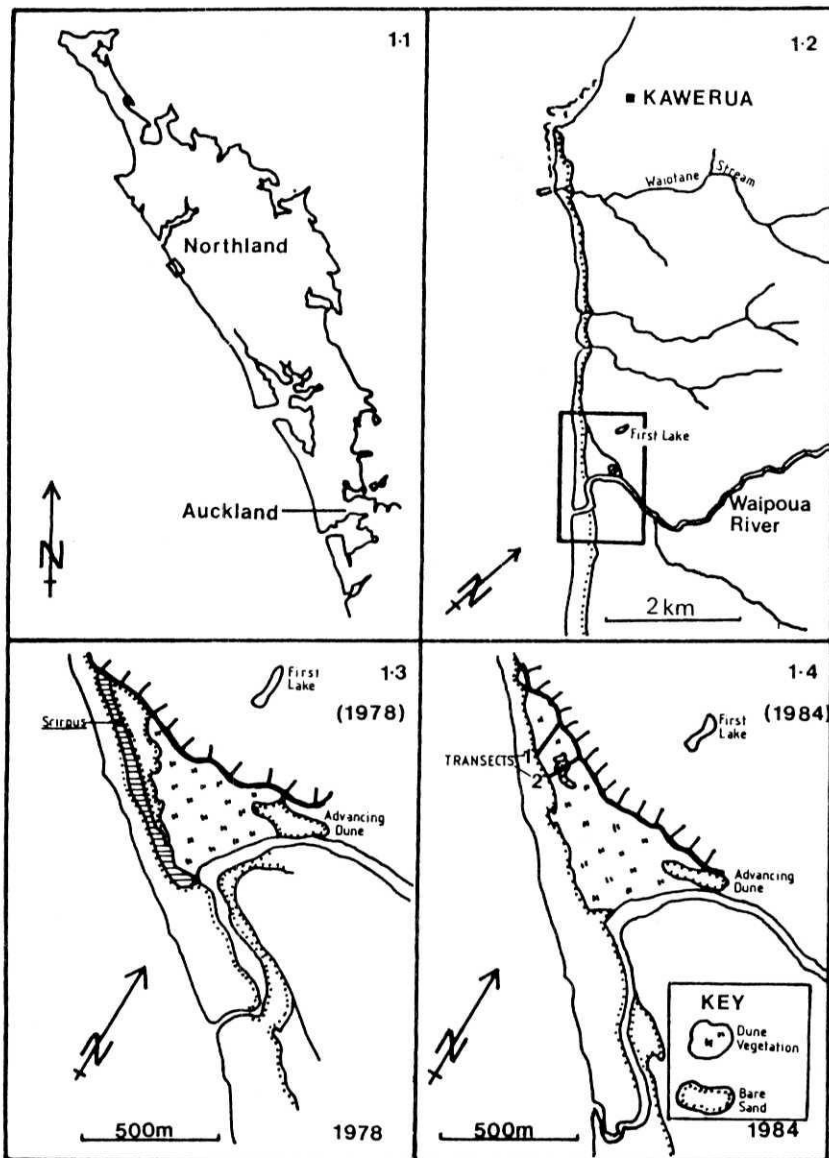 1·1
Northland
Auckland
N
1·2
KAWERUA
Waiotane Stream
First Lake
Waipoua
River
N
2 km
1·3
(1978)
First
Lake
Scirpus
Advancing
Dune
N
500m
1978
1·4
(1984)
First
Lake
TRANSECTS
1
2
Advancing
Dune
N
KEY
Dune
Vegetation
Bare
Sand
500m
1984